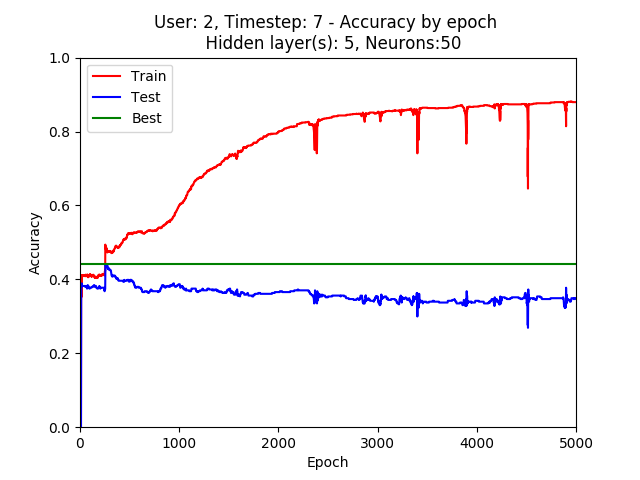 User: 2, Timestep: 7 - Accuracy by epoch
Hidden layer(s): 5, Neurons:50
1.0
0.8
0.6
0.4
0.2
0.0
Accuracy
Train
Test
Best
0 1000 2000 3000 4000 5000
Epoch